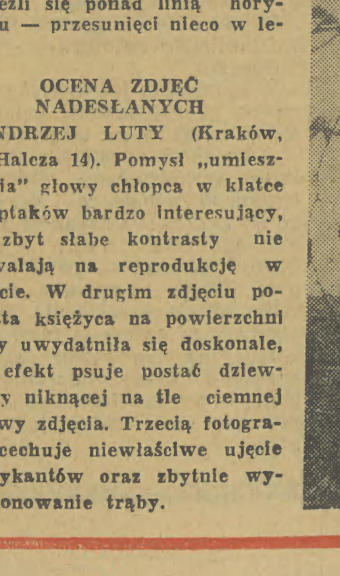 eźli się ponad linią hory-
u — przesunięci nieco w le-
OCENA ZDJĘĆ
NADESŁANYCH
NDRZEJ LUTY (Kraków,
Halcza 14). Pomysł „umiesz-
ia” głowy chłopca w klatce
ptaków bardzo interesujący,
zbyt słabe kontrasty nie
walają na reprodukcję w
cie. W drugim zdjęciu po-
ta księżyca na powierzchni
y uwydatniła się doskonale,
efekt psuje postać dziew-
y niknącej na tle ciemnej
wy zdjęcia. Trzecią fotogra-
cechuje niewłaściwe ujęcie
ykantów oraz zbytnie wy-
onowanie trąby.